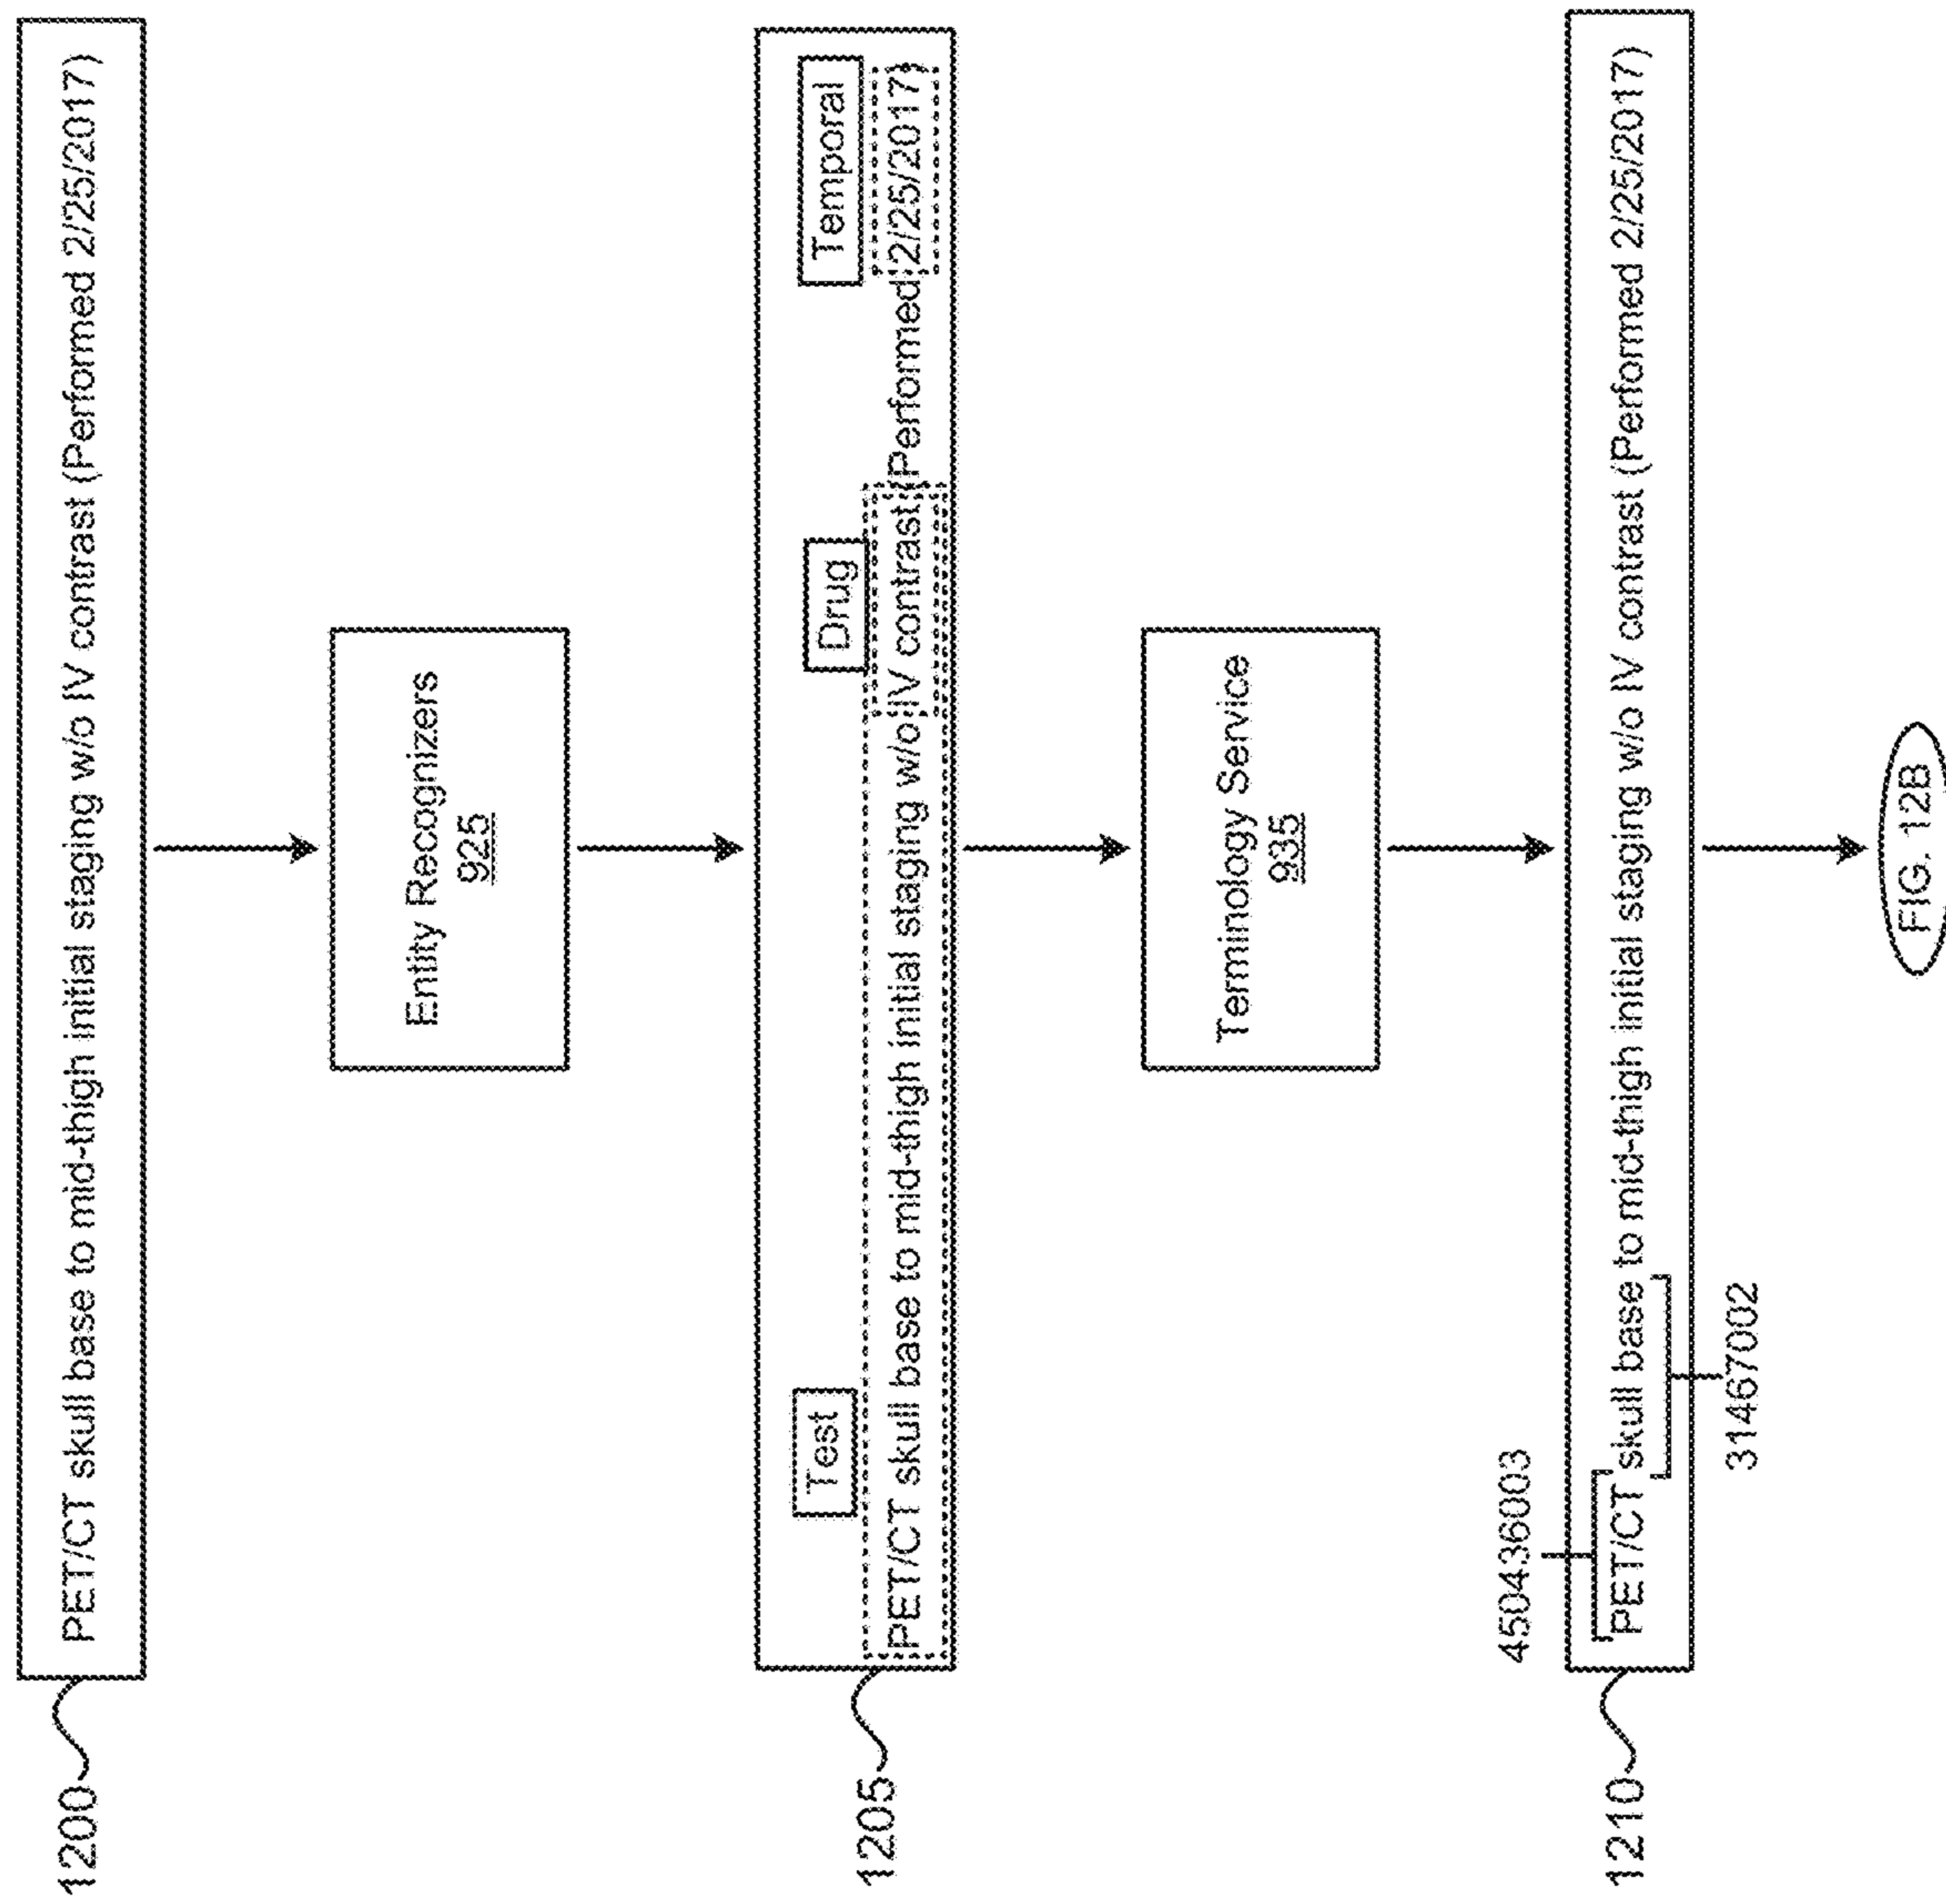 1200
PET/CT skull base to mid-thigh initial staging w/o IV contrast (Performed 2/25/2017)
Entity Recognizers
925
1205
Test
Drug
Temporal
PET/CT skull base to mid-thigh initial staging w/o IV contrast (Performed 2/25/2017)
Terminology Service
935
450436003
1210
PET/CT skull base to mid-thigh initial staging w/o IV contrast (Performed 2/25/2017)
31467002
FIG. 12B